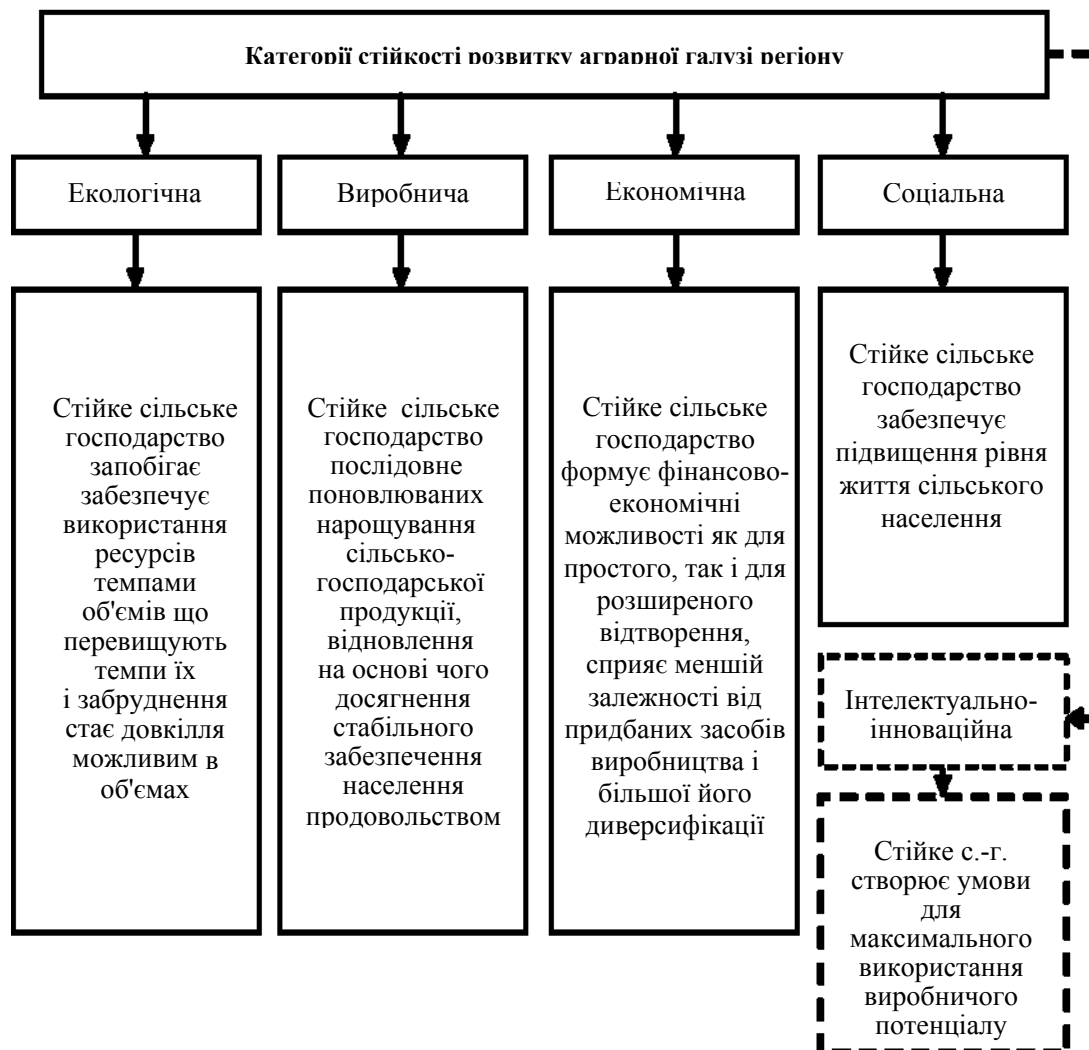 Категорії стійкості розвитку аграрної галузі регіону
Екологічна
Виробнича
Економічна
Соціальна
Стійке сільське
господарство
запобігає
забезпечує
використання
ресурсів
темпами
об'ємів що
перевищують
темпи їх
і забруднення
стає довкілля
можливим в
об'ємах
Стійке сільське
господарство
послідовне
поновлюваних
нарощування
сільсько-
господарської
продукції,
відновлення
на основі чого
досягнення
стабільного
забезпечення
населення
продовольством
Стійке сільське
господарство
формує фінансово-
економічні
можливості як для
простого, так і для
розширеного
відтворення,
сприяє меншій
залежності від
придбаних засобів
виробництва і
більшої його
диверсифікації
Стійке сільське
господарство
забезпечує
підвищення рівня
життя сільського
населення
Інтелектуально-
інноваційна
Стійке с.-г.
створює умови
для
максимального
використання
виробничого
потенціалу